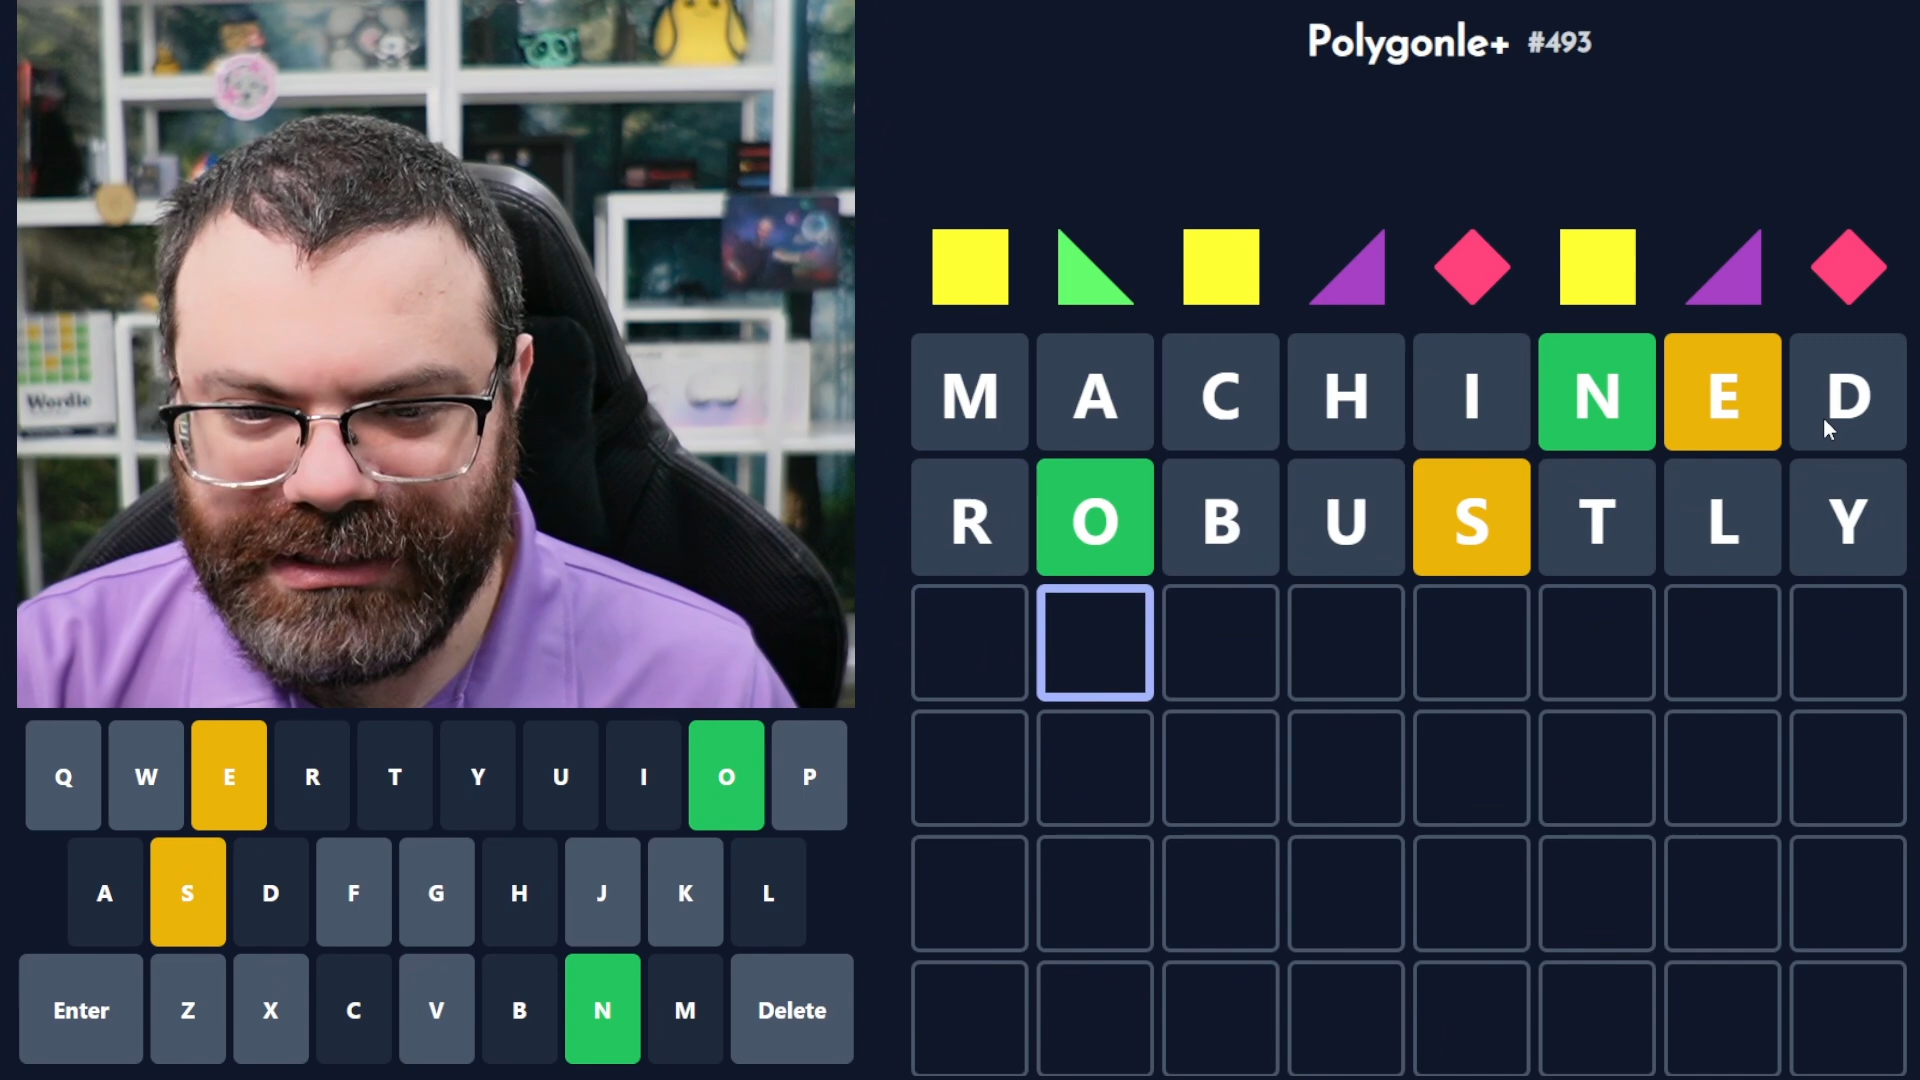 Polygonle+ #493
MACHINED
ROBUSTLY
Wordle
Q W E R T Y U I O P
A S D F G H J K L
Enter Z X C V B N M Delete